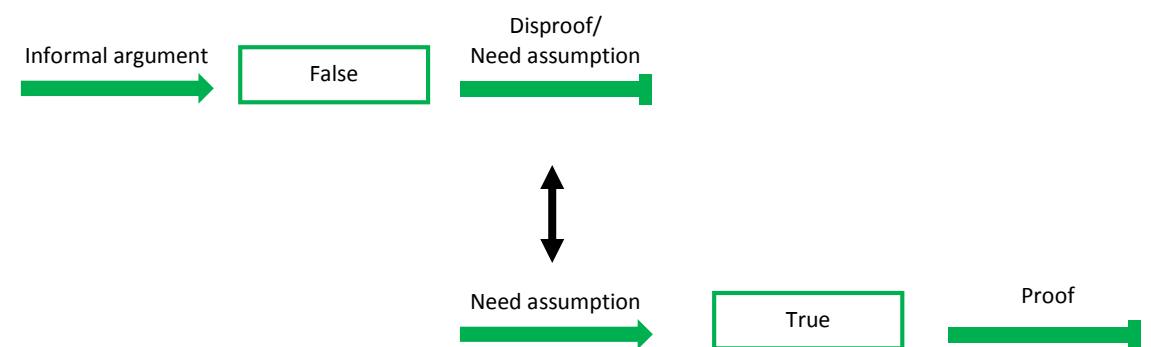 Disproof/
Informal argument
False
Need assumption
Need assumption
True
Proof